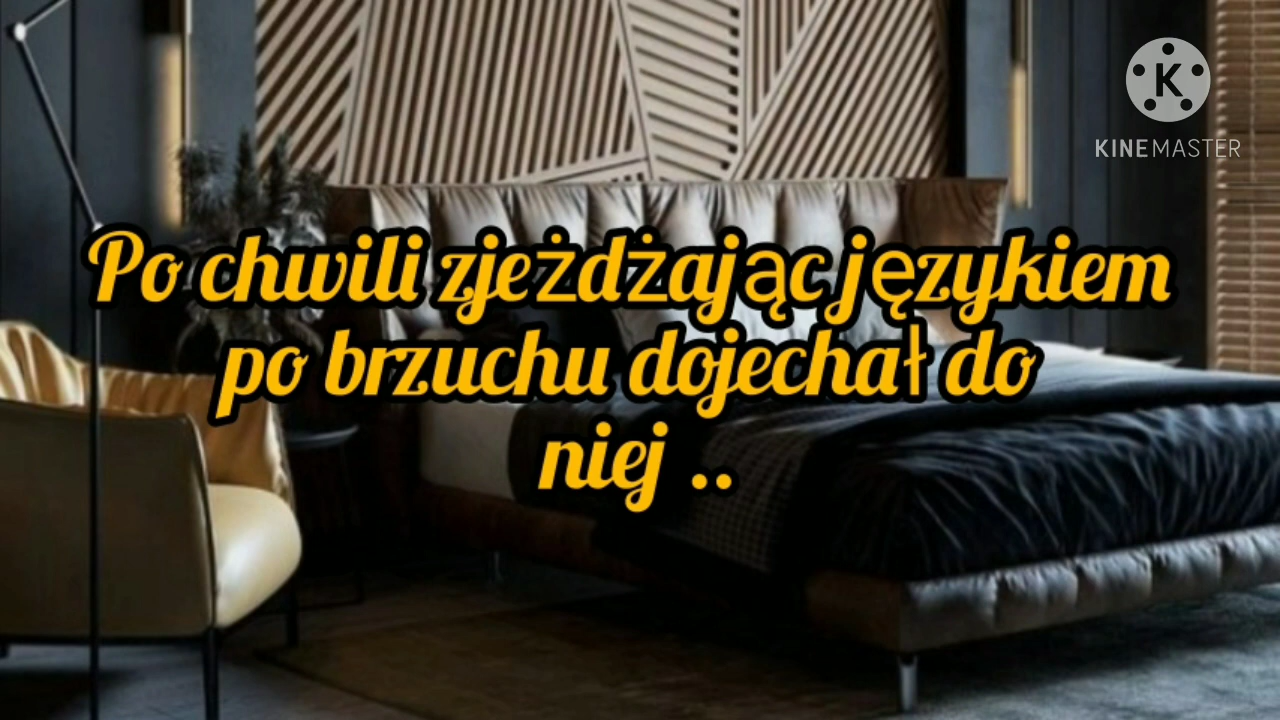 K
KINEMASTER
Po chwili zjeżdżając językiem
po brzuchu dojechał do
niej ..